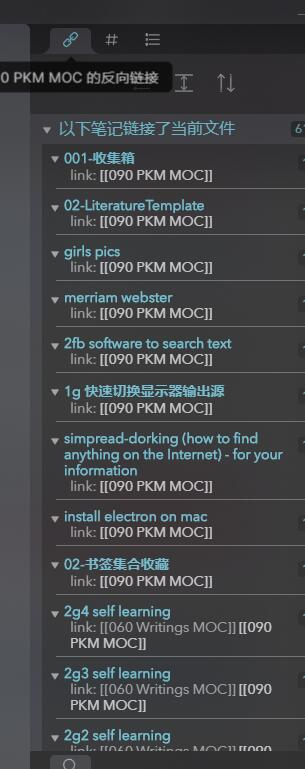 0 PKM MOC 的反向链接
以下笔记链接了当前文件
001-收集箱
link: [[090 PKM MOC]]
02-LiteratureTemplate
link: [[090 PKM MOC]]
girls pics
link: [[090 PKM MOC]]
merriam webster
link: [[090 PKM MOC]]
2fb software to search text
link: [[090 PKM MOC]]
1g 快速切换显示器输出源
link: [[090 PKM MOC]]
simpread-dorking (how to find
anything on the Internet) - for your
information
link: [[090 PKM MOC]]
install electron on mac
link: [[090 PKM MOC]]
02-书签集合收藏
link: [[090 PKM MOC]]
2g4 self learning
link: [[060 Writings MOC]] [[090
PKM MOC]]
2g3 self learning
link: [[060 Writings MOC]] [[090
PKM MOC]]
2g2 self learning
link: [[060 Writings MOC]] [[090